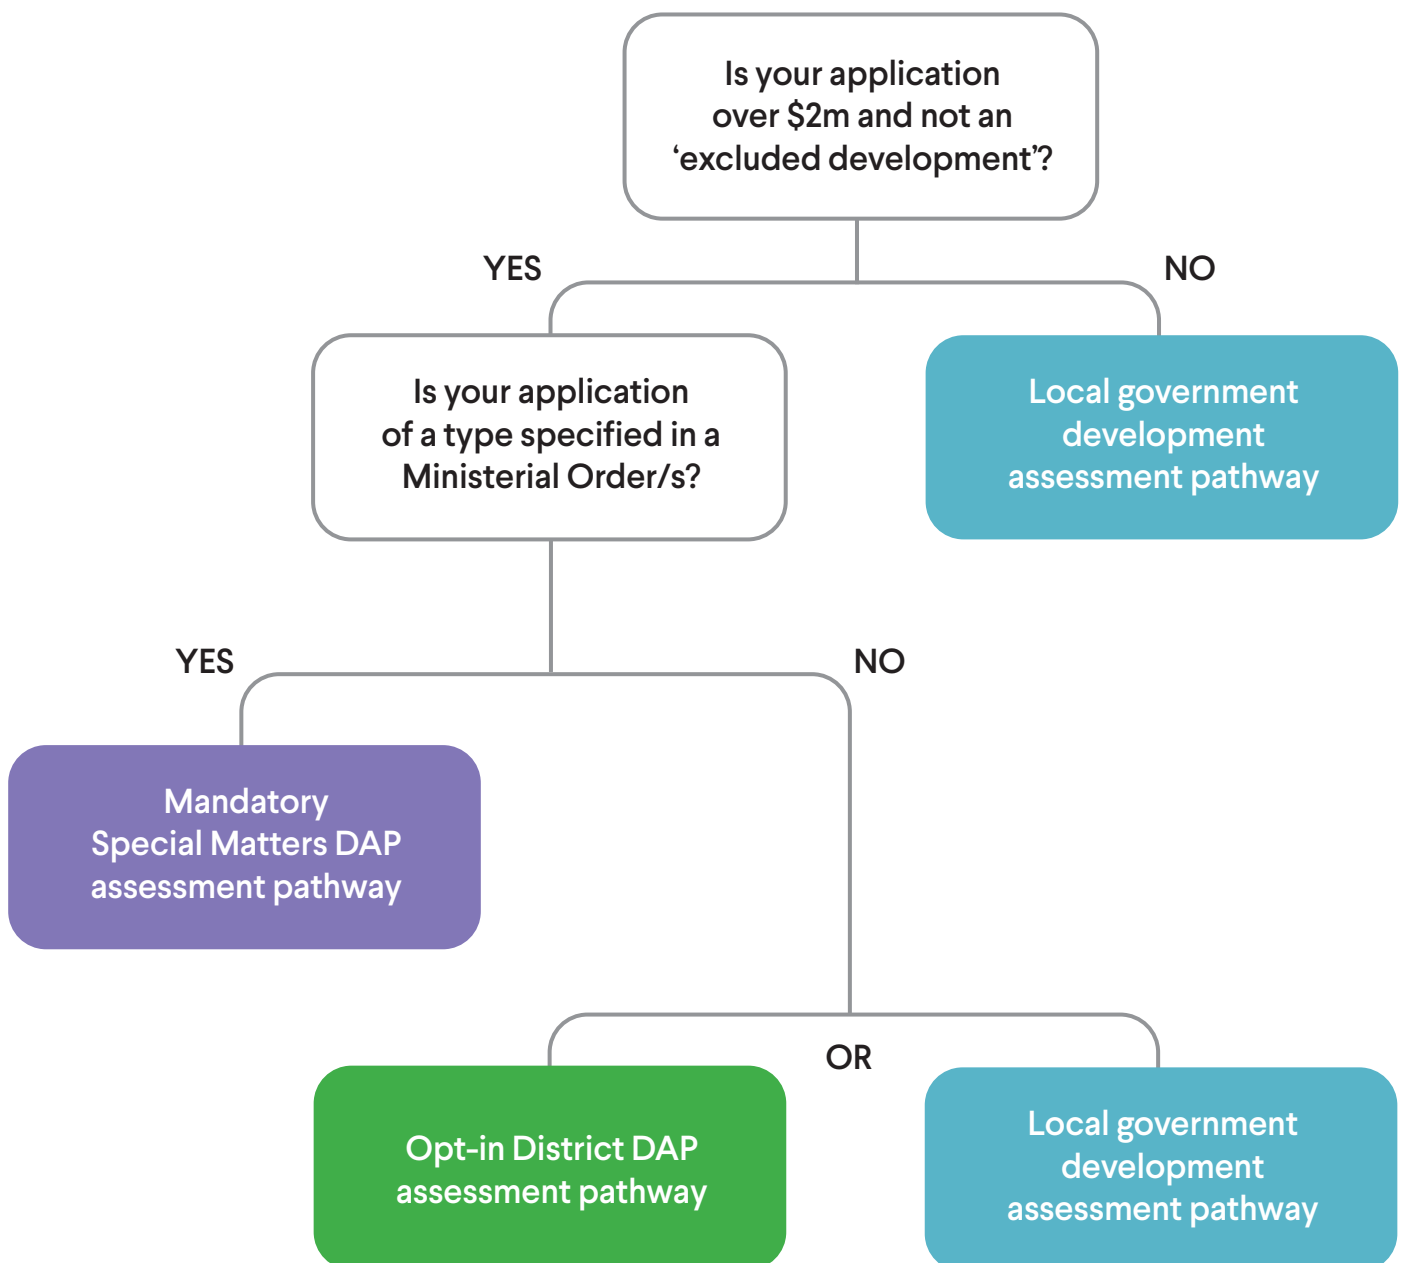 Is your application
over $2m and not an
‘excluded development’?
YES
NO
Is your application
of a type specified in a
Ministerial Order/s?
Local government
development
assessment pathway
YES
NO
Mandatory
Special Matters DAP
assessment pathway
OR
Opt-in District DAP
assessment pathway
Local government
development
assessment pathway